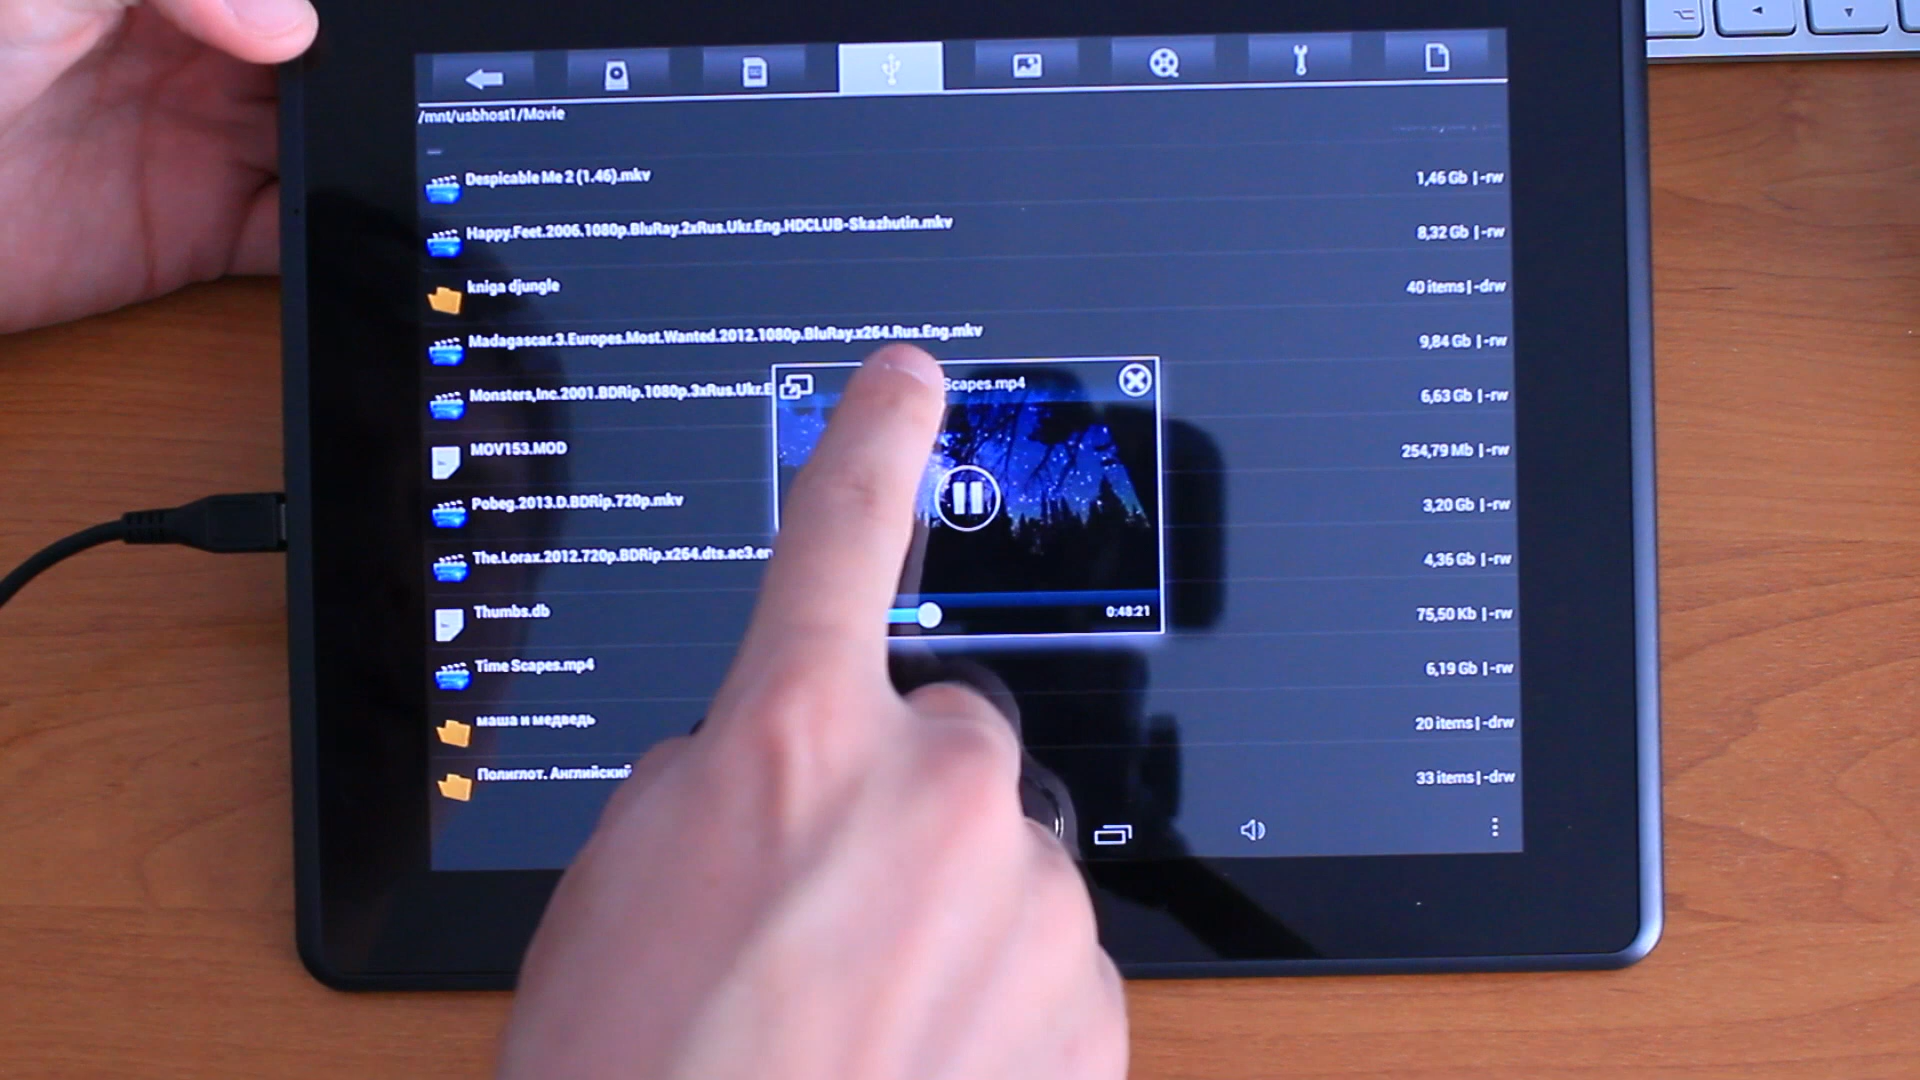 /mnt/usbhost1/Movie
Despicable Me 2 (1.46).mkv 1,46 Gb | -rw
Happy.Feet.2006.1080p.BluRay.2xRus.Ukr.Eng.HDCLUB-Skazhutin.mkv 8,32 Gb | -rw
kniga djungle 40 items | -drw
Madagascar.3.Europes.Most.Wanted.2012.1080p.BluRay.x264.Rus.Eng.mkv 9,84 Gb | -rw
Scapes.mp4
Monsters,Inc.2001.BDRip.1080p.3xRus.Ukr.E 6,63 Gb | -rw
MOV153.MOD 254,79 Mb | -rw
Pobeg.2013.D.BDRip.720p.mkv 3,20 Gb | -rw
The.Lorax.2012.720p.BDRip.x264.dts.ac3.en 4,36 Gb | -rw
0:48:21
Thumbs.db 75,50 Kb | -rw
Time Scapes.mp4 6,19 Gb | -rw
маша и медведь 20 items | -drw
Полиглот. Английский 33 items | -drw